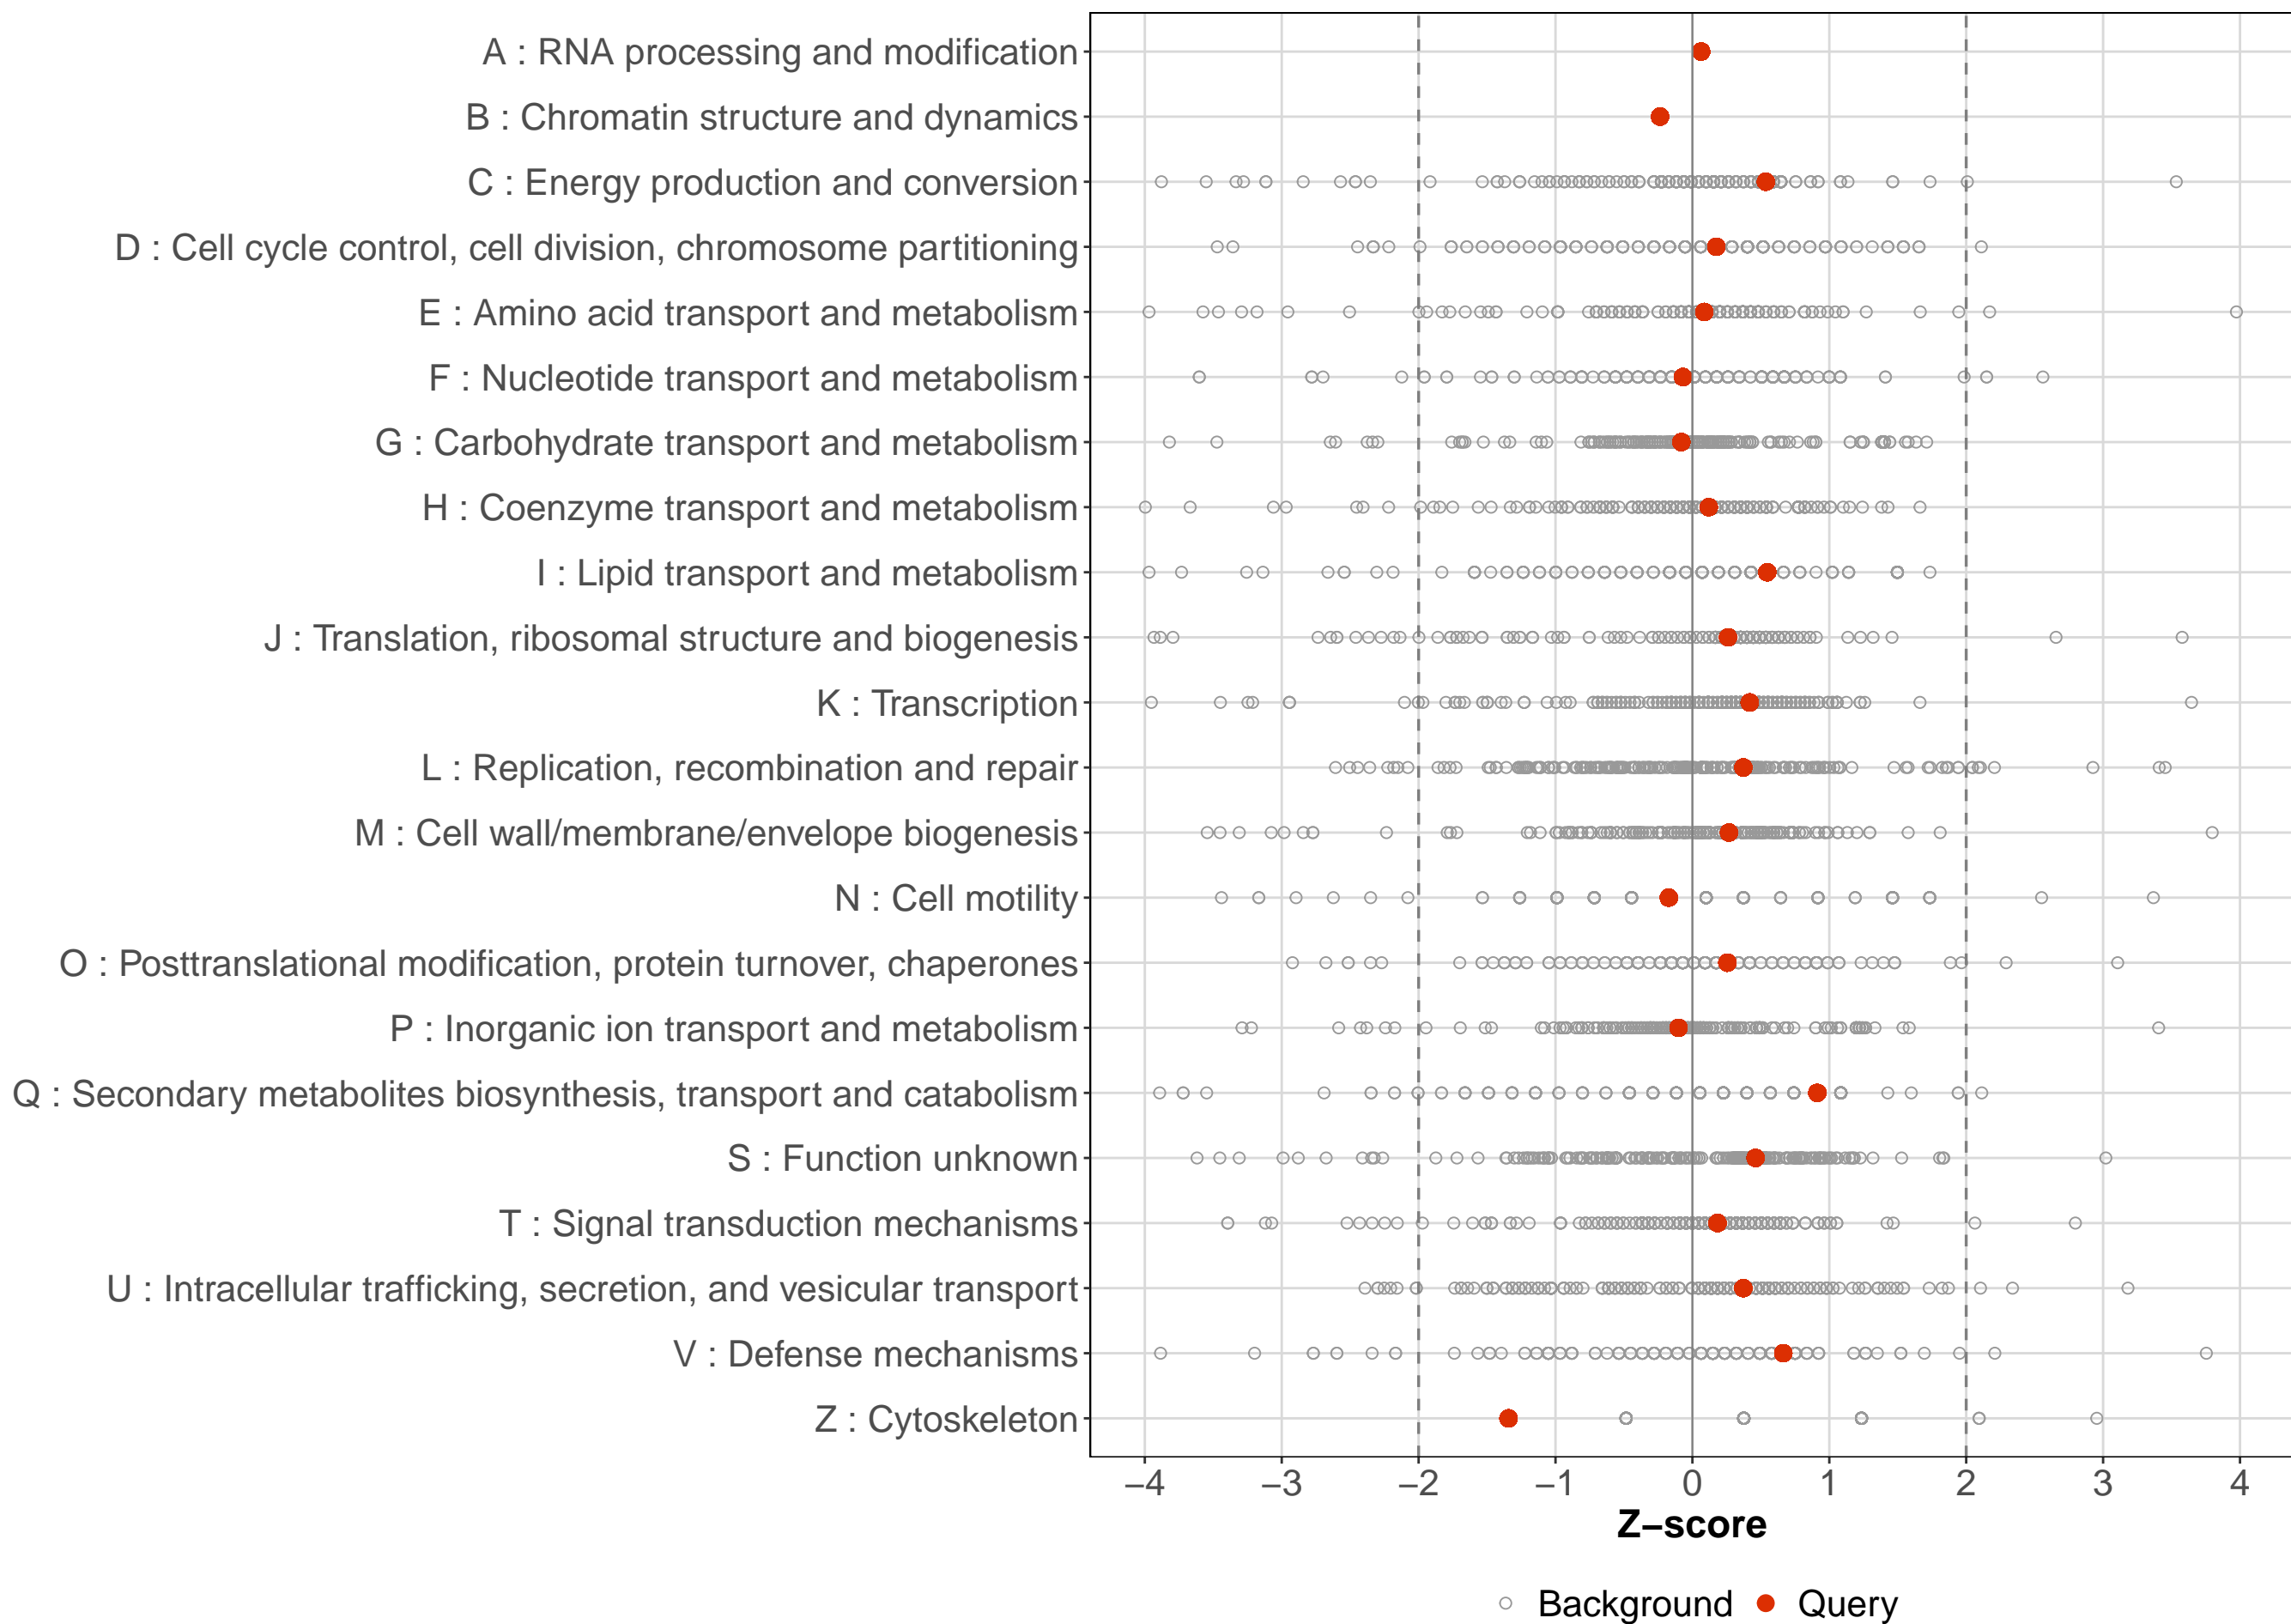 A : RNA processing and modification
B : Chromatin structure and dynamics
C : Energy production and conversion
D : Cell cycle control, cell division, chromosome partitioning
E : Amino acid transport and metabolism
F : Nucleotide transport and metabolism
G : Carbohydrate transport and metabolism
H : Coenzyme transport and metabolism
I : Lipid transport and metabolism
J : Translation, ribosomal structure and biogenesis
K : Transcription
L : Replication, recombination and repair
M : Cell wall/membrane/envelope biogenesis
N : Cell motility
O : Posttranslational modification, protein turnover, chaperones
P : Inorganic ion transport and metabolism
Q : Secondary metabolites biosynthesis, transport and catabolism
S : Function unknown
T : Signal transduction mechanisms
U : Intracellular trafficking, secretion, and vesicular transport
V : Defense mechanisms
Z : Cytoskeleton
−4 −3 −2 −1 0 1 2 3 4
Z−score
Background Query